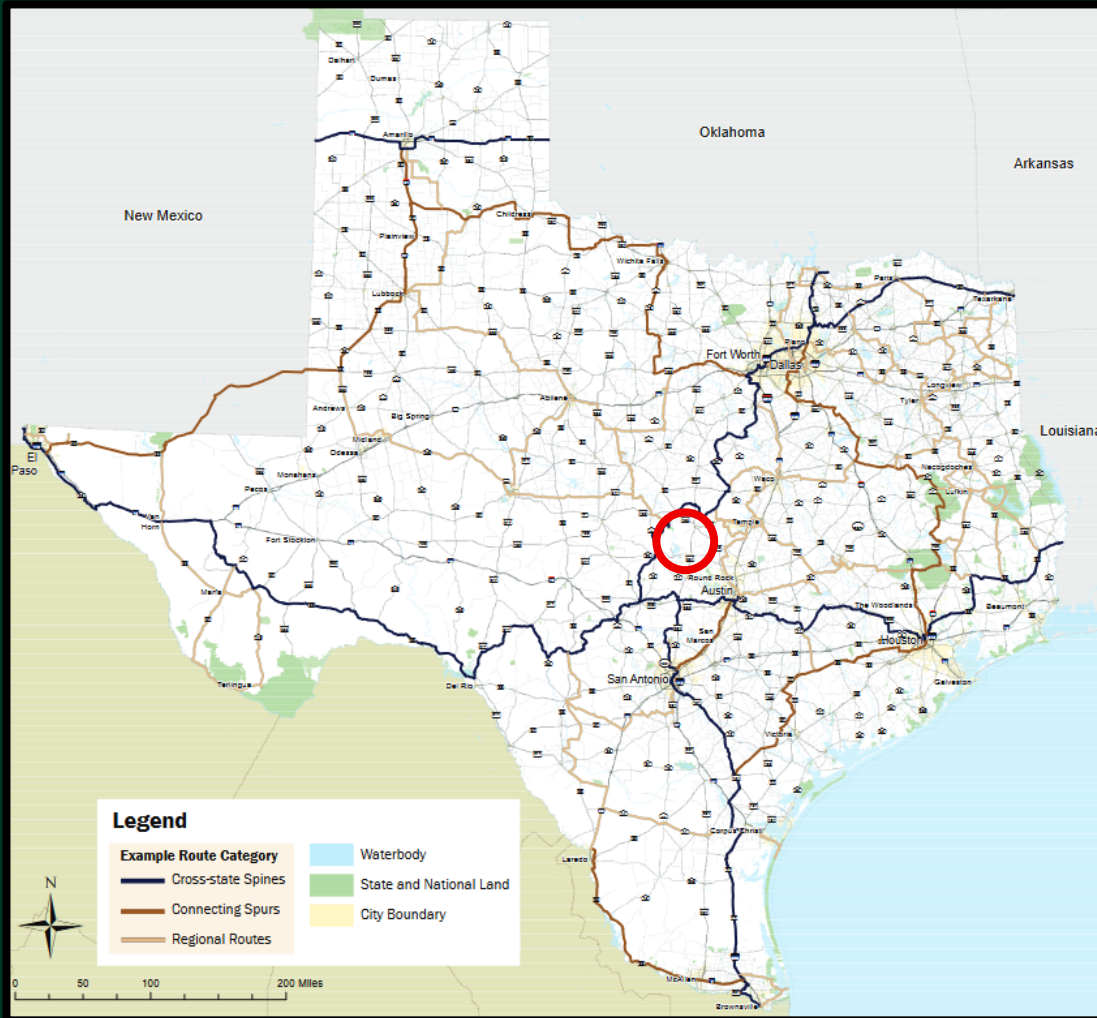 Oklahoma
Arkansas
New Mexico
Louisiana
Dalhart
Dumas
Amarillo
Childress
Plainview
Wichita Falls
Lubbock
Paris
Texarkana
Fort Worth
Plano
Dallas
Longview
Tyler
Andrews
Big Spring
Abilene
Midland
Odessa
El
Paso
Monahans
Pecos
Van
Horn
Fort Stockton
Waco
Nacogdoches
Lufkin
Temple
Round Rock
Austin
Marfa
San
Marcos
The Woodlands
Beaumont
Houston
Terlingua
Del Rio
San Antonio
Galveston
Victoria
Corpus Christi
Laredo
McAllen
Brownsville
Legend
Example Route Category
Cross-state Spines
Connecting Spurs
Regional Routes
Waterbody
State and National Land
City Boundary
N
0 50 100 200 Miles